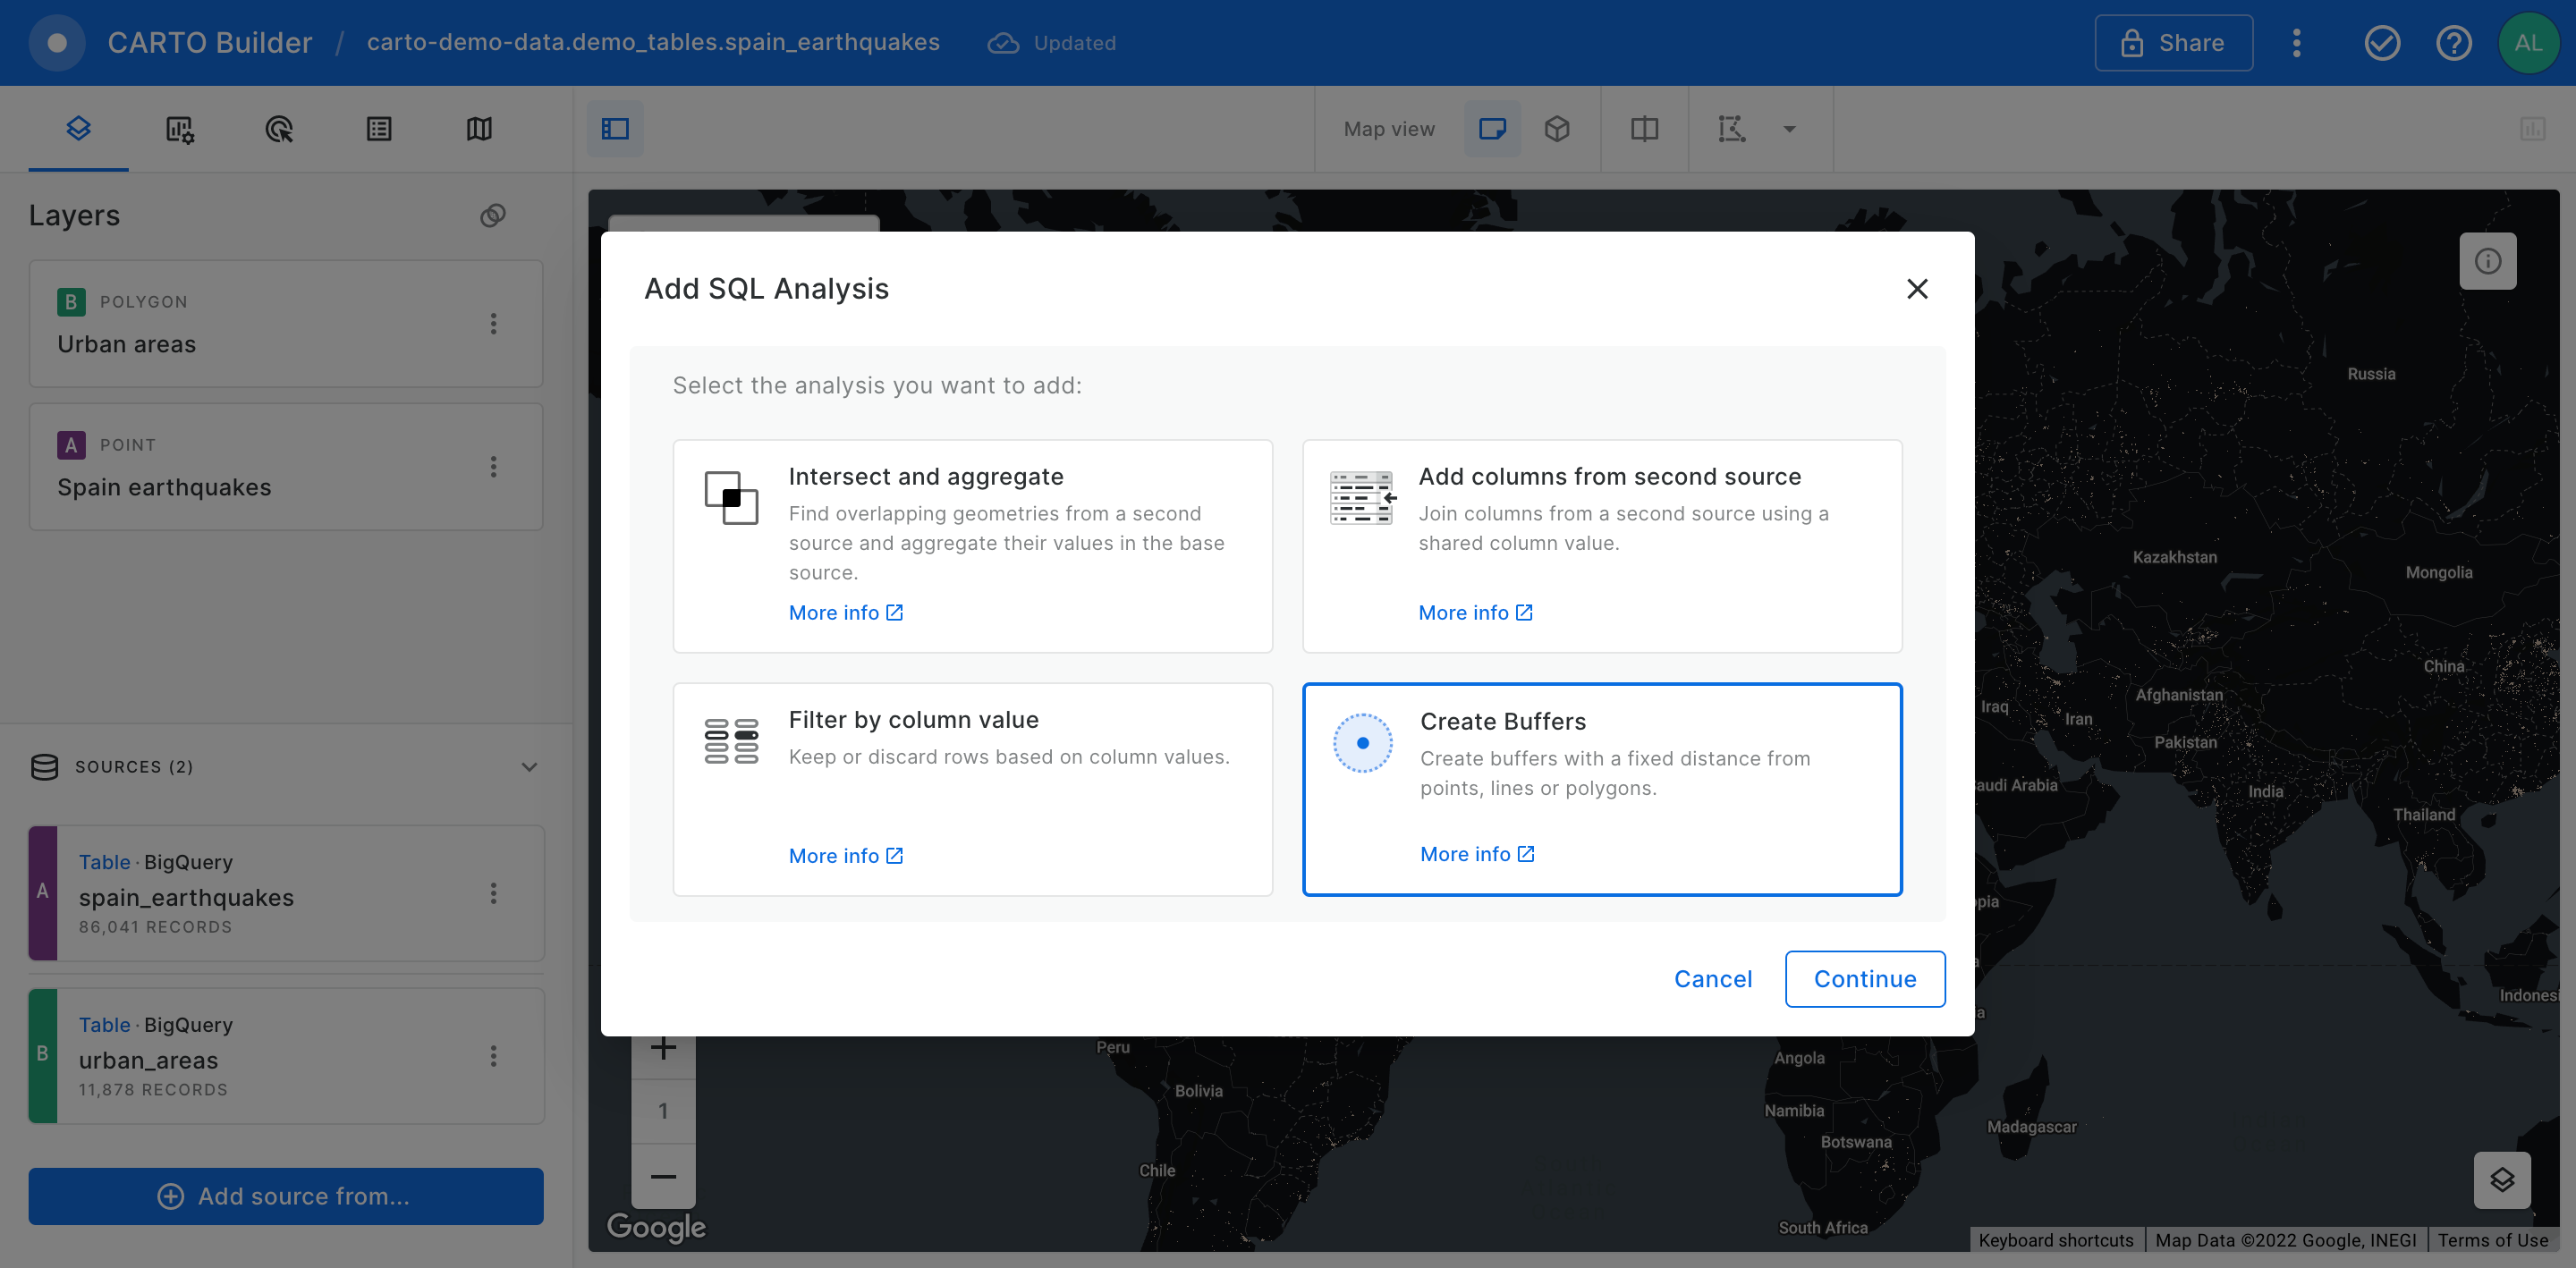 CARTO Builder / carto-demo-data.demo_tables.spain_earthquakes Updated
Share
AL
Map view
Layers
B POLYGON
Urban areas
A POINT
Spain earthquakes
SOURCES (2)
A
Table · BigQuery
spain_earthquakes
86,041 RECORDS
B
Table · BigQuery
urban_areas
11,878 RECORDS
Add source from...
Add SQL Analysis
Select the analysis you want to add:
Intersect and aggregate
Find overlapping geometries from a second
source and aggregate their values in the base
source.
More info
Add columns from second source
Join columns from a second source using a
shared column value.
More info
Filter by column value
Keep or discard rows based on column values.
More info
Create Buffers
Create buffers with a fixed distance from
points, lines or polygons.
More info
Cancel
Continue
Russia
Kazakhstan
Mongolia
China
Afghanistan
Iraq
Iran
Pakistan
audi Arabia
India
Thailand
pia
Indonesi
Peru
Angola
Bolivia
Namibia
Madagascar
Botswana
Chile
South Africa
1
Google
Keyboard shortcuts
Map Data ©2022 Google, INEGI
Terms of Use